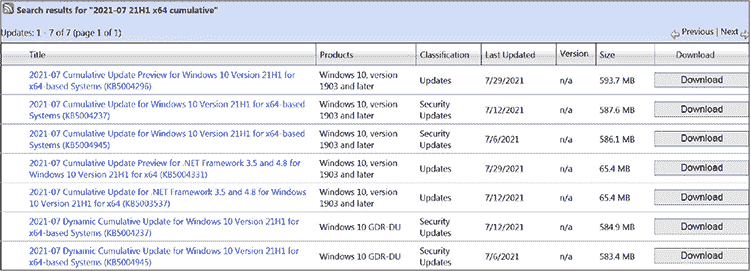 Search results for "2021-07 21H1 x64 cumulative"
Updates: 1 - 7 of 7 (page 1 of 1)
Previous | Next
Title Products Classification Last Updated Version Size Download
2021-07 Cumulative Update Preview for Windows 10 Version 21H1 for
x64-based Systems (KB5004296)
Windows 10, version
1903 and later
Updates 7/29/2021 n/a 593.7 MB Download
2021-07 Cumulative Update for Windows 10 Version 21H1 for x64-based
Systems (KB5004237)
Windows 10, version
1903 and later
Security
Updates
7/12/2021 n/a 587.6 MB Download
2021-07 Cumulative Update for Windows 10 Version 21H1 for x64-based
Systems (KB5004945)
Windows 10, version
1903 and later
Security
Updates
7/6/2021 n/a 586.1 MB Download
2021-07 Cumulative Update Preview for .NET Framework 3.5 and 4.8 for
Windows 10 Version 21H1 for x64 (KB5004331)
Windows 10, version
1903 and later
Updates 7/29/2021 n/a 65.4 MB Download
2021-07 Cumulative Update for .NET Framework 3.5 and 4.8 for Windows
10 Version 21H1 for x64 (KB5003537)
Windows 10, version
1903 and later
Updates 7/12/2021 n/a 65.4 MB Download
2021-07 Dynamic Cumulative Update for Windows 10 Version 21H1 for
x64-based Systems (KB5004237)
Windows 10 GDR-DU
Security
Updates
7/12/2021 n/a 584.9 MB Download
2021-07 Dynamic Cumulative Update for Windows 10 Version 21H1 for
x64-based Systems (KB5004945)
Windows 10 GDR-DU
Security
Updates
7/6/2021 n/a 583.4 MB Download